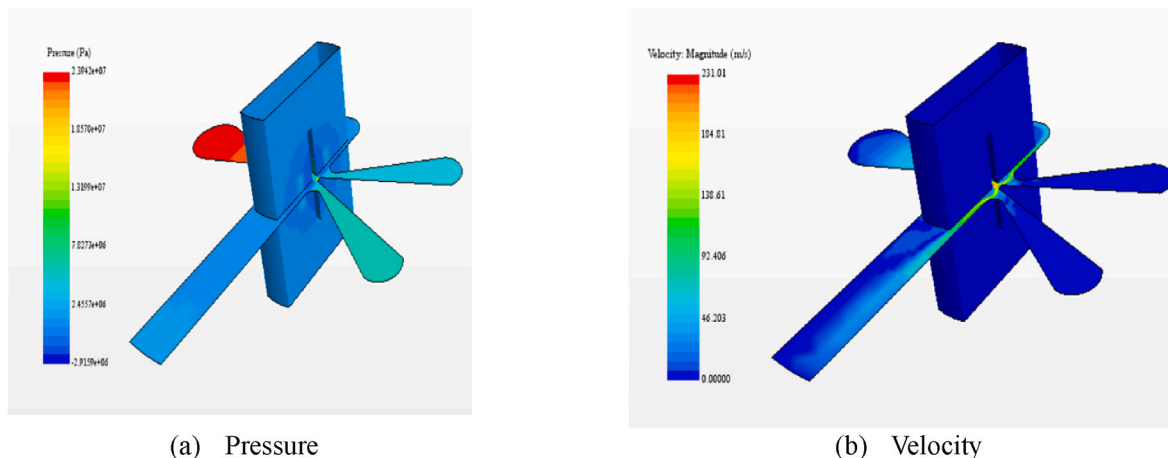 Pressure (Pa)
2.3942e+07
1.8570e+07
1.3199e+07
7.8273e+06
2.4557e+06
-2.9159e+06
(a) Pressure
Velocity: Magnitude (m/s)
231.01
184.81
138.61
92.406
46.203
0.00000
(b) Velocity